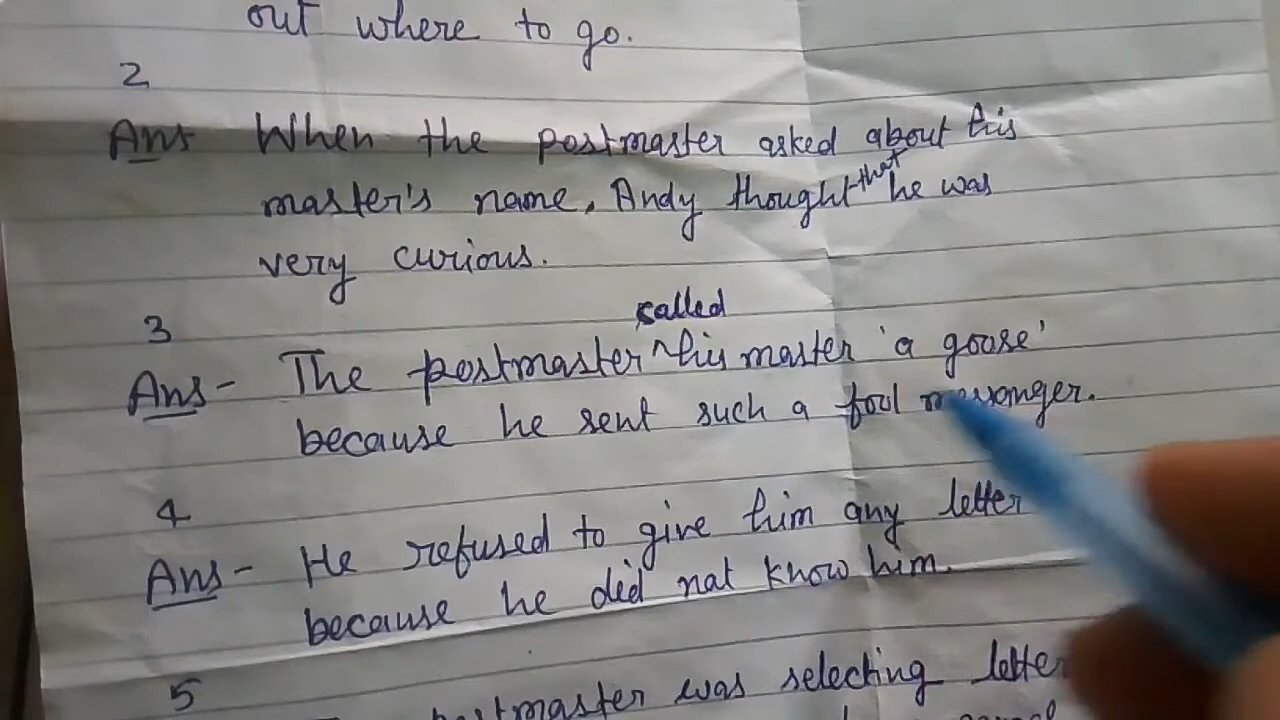 out where to go.
2
Ans When the postmaster asked about his
master's name, Andy thought that he was
very curious.
3
called
Ans- The postmaster ^ his master 'a goose'
because he sent such a foul messenger.
4
Ans- He refused to give him any letter
because he did not know him.
5
postmaster was selecting letter